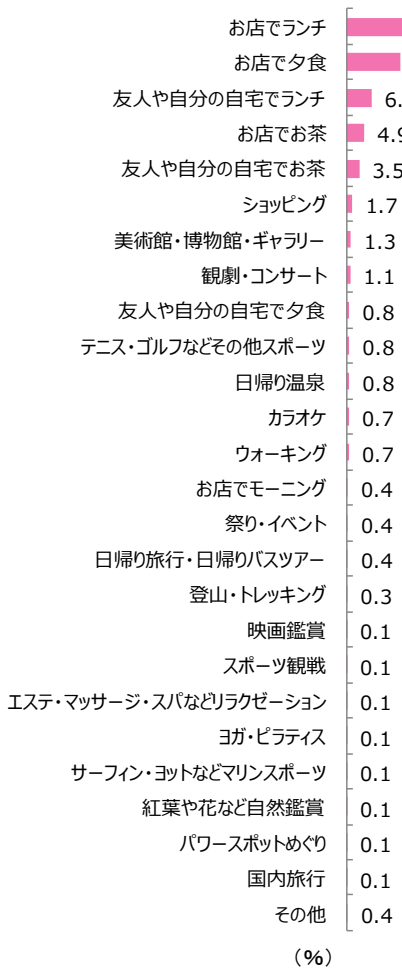 お店でランチ
お店で夕食
友人や自分の自宅でランチ 6.
お店でお茶 4.9
友人や自分の自宅でお茶 3.5
ショッピング 1.7
美術館・博物館・ギャラリー 1.3
観劇・コンサート 1.1
友人や自分の自宅で夕食 0.8
テニス・ゴルフなどその他スポーツ 0.8
日帰り温泉 0.8
カラオケ 0.7
ウォーキング 0.7
お店でモーニング 0.4
祭り・イベント 0.4
日帰り旅行・日帰りバスツアー 0.4
登山・トレッキング 0.3
映画鑑賞 0.1
スポーツ観戦 0.1
エステ・マッサージ・スパなどリラクゼーション 0.1
ヨガ・ピラティス 0.1
サーフィン・ヨットなどマリンスポーツ 0.1
紅葉や花など自然鑑賞 0.1
パワースポットめぐり 0.1
国内旅行 0.1
その他 0.4
（%）